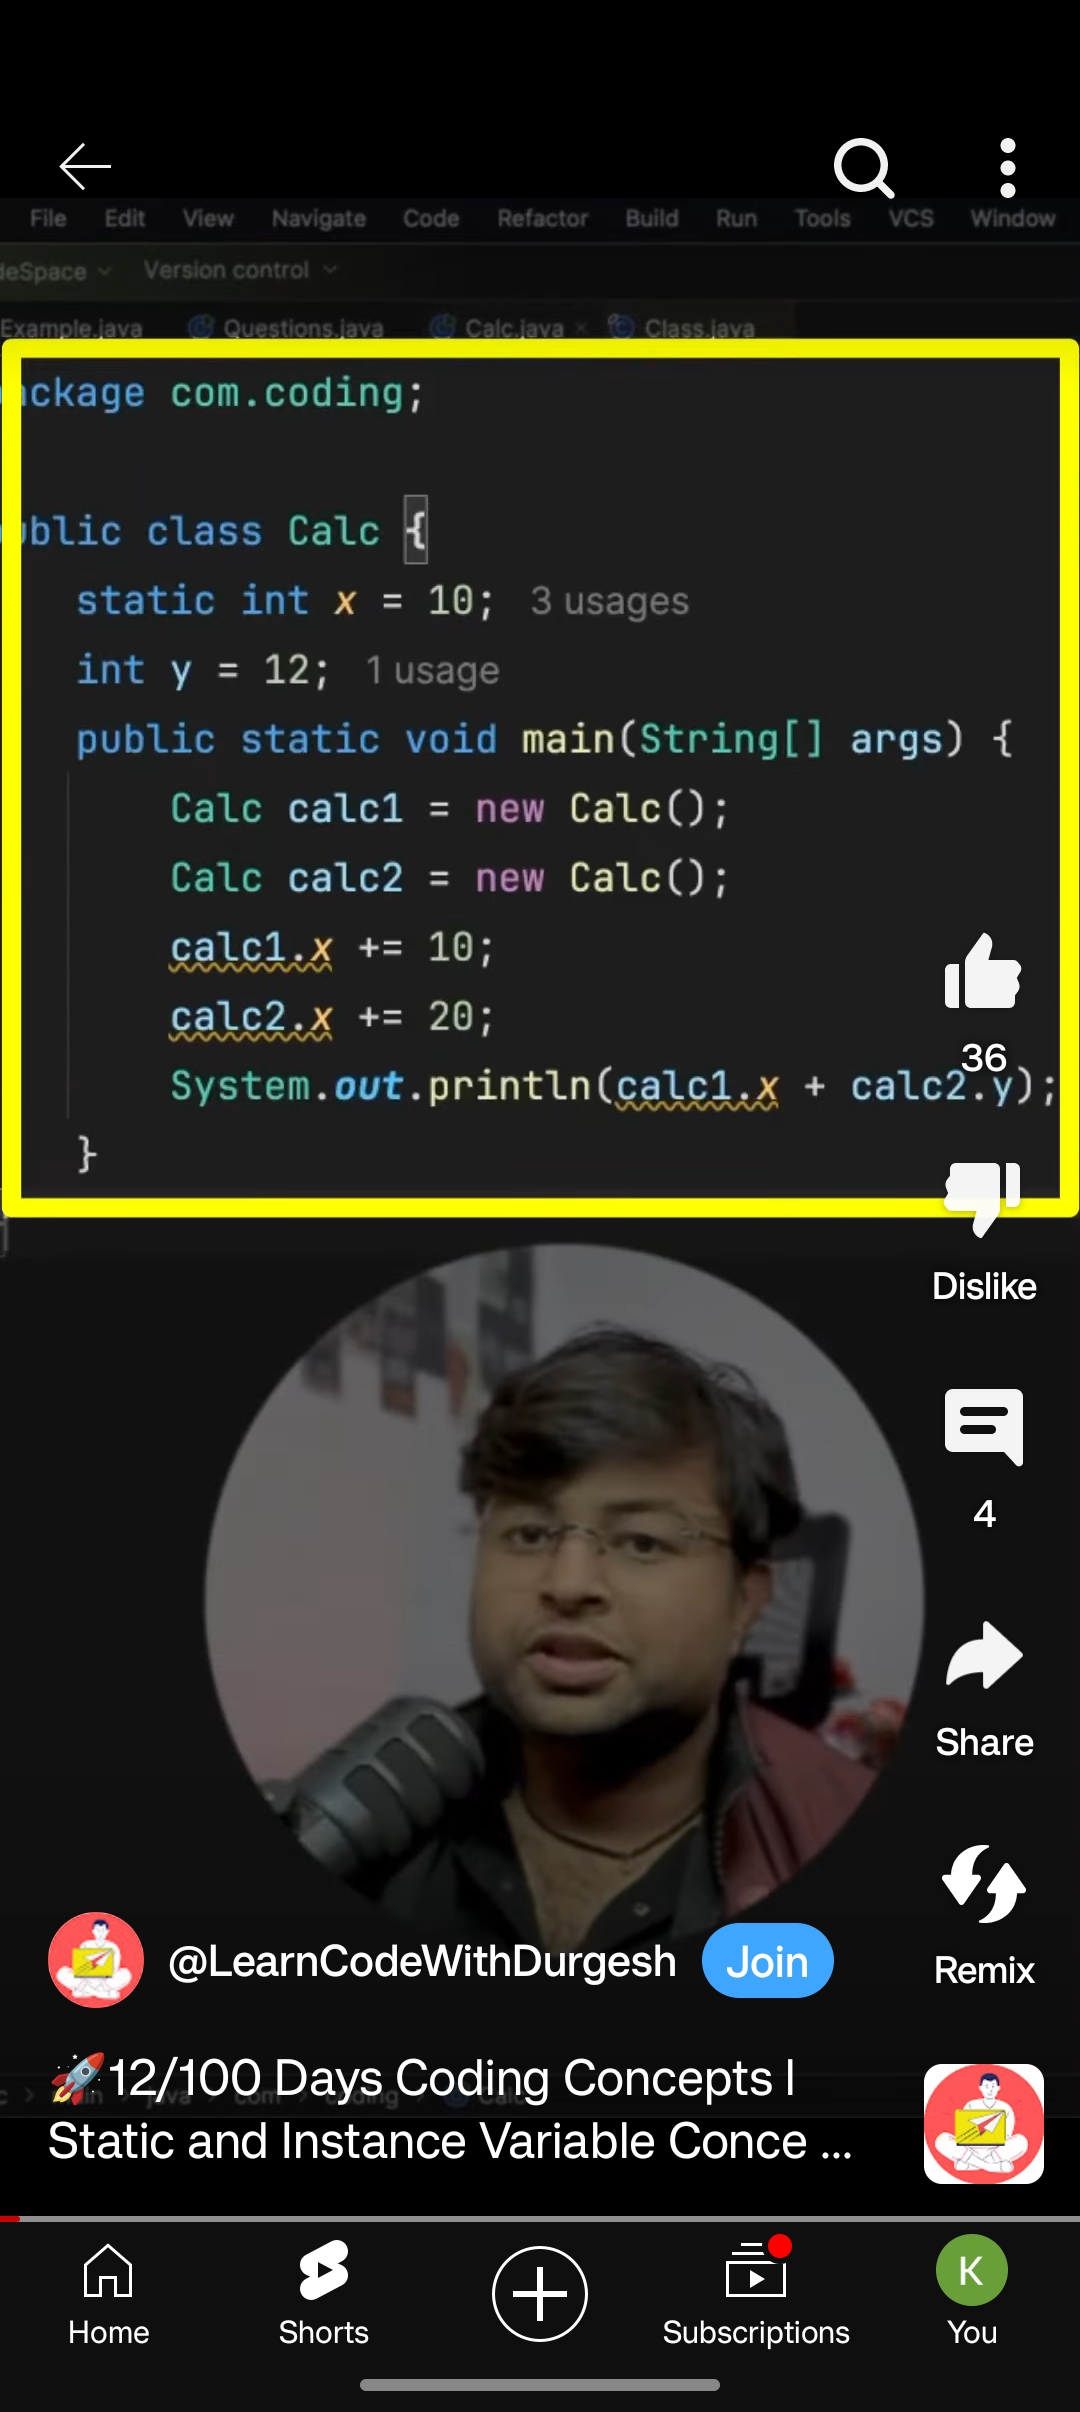 File Edit View Navigate Code Refactor Build Run Tools VCS Window
deSpace Version control
Example.java Questions.java Calc.java Class.java
ackage com.coding;
ublic class Calc {
static int x = 10; 3 usages
int y = 12; 1 usage
public static void main(String[] args) {
Calc calc1 = new Calc();
Calc calc2 = new Calc();
calc1.x += 10;
calc2.x += 20;
System.out.println(calc1.x + calc2.y);
}
36
Dislike
4
Share
@LearnCodeWithDurgesh Join
Remix
🚀12/100 Days Coding Concepts |
Static and Instance Variable Conce ...
Home Shorts Subscriptions You
K